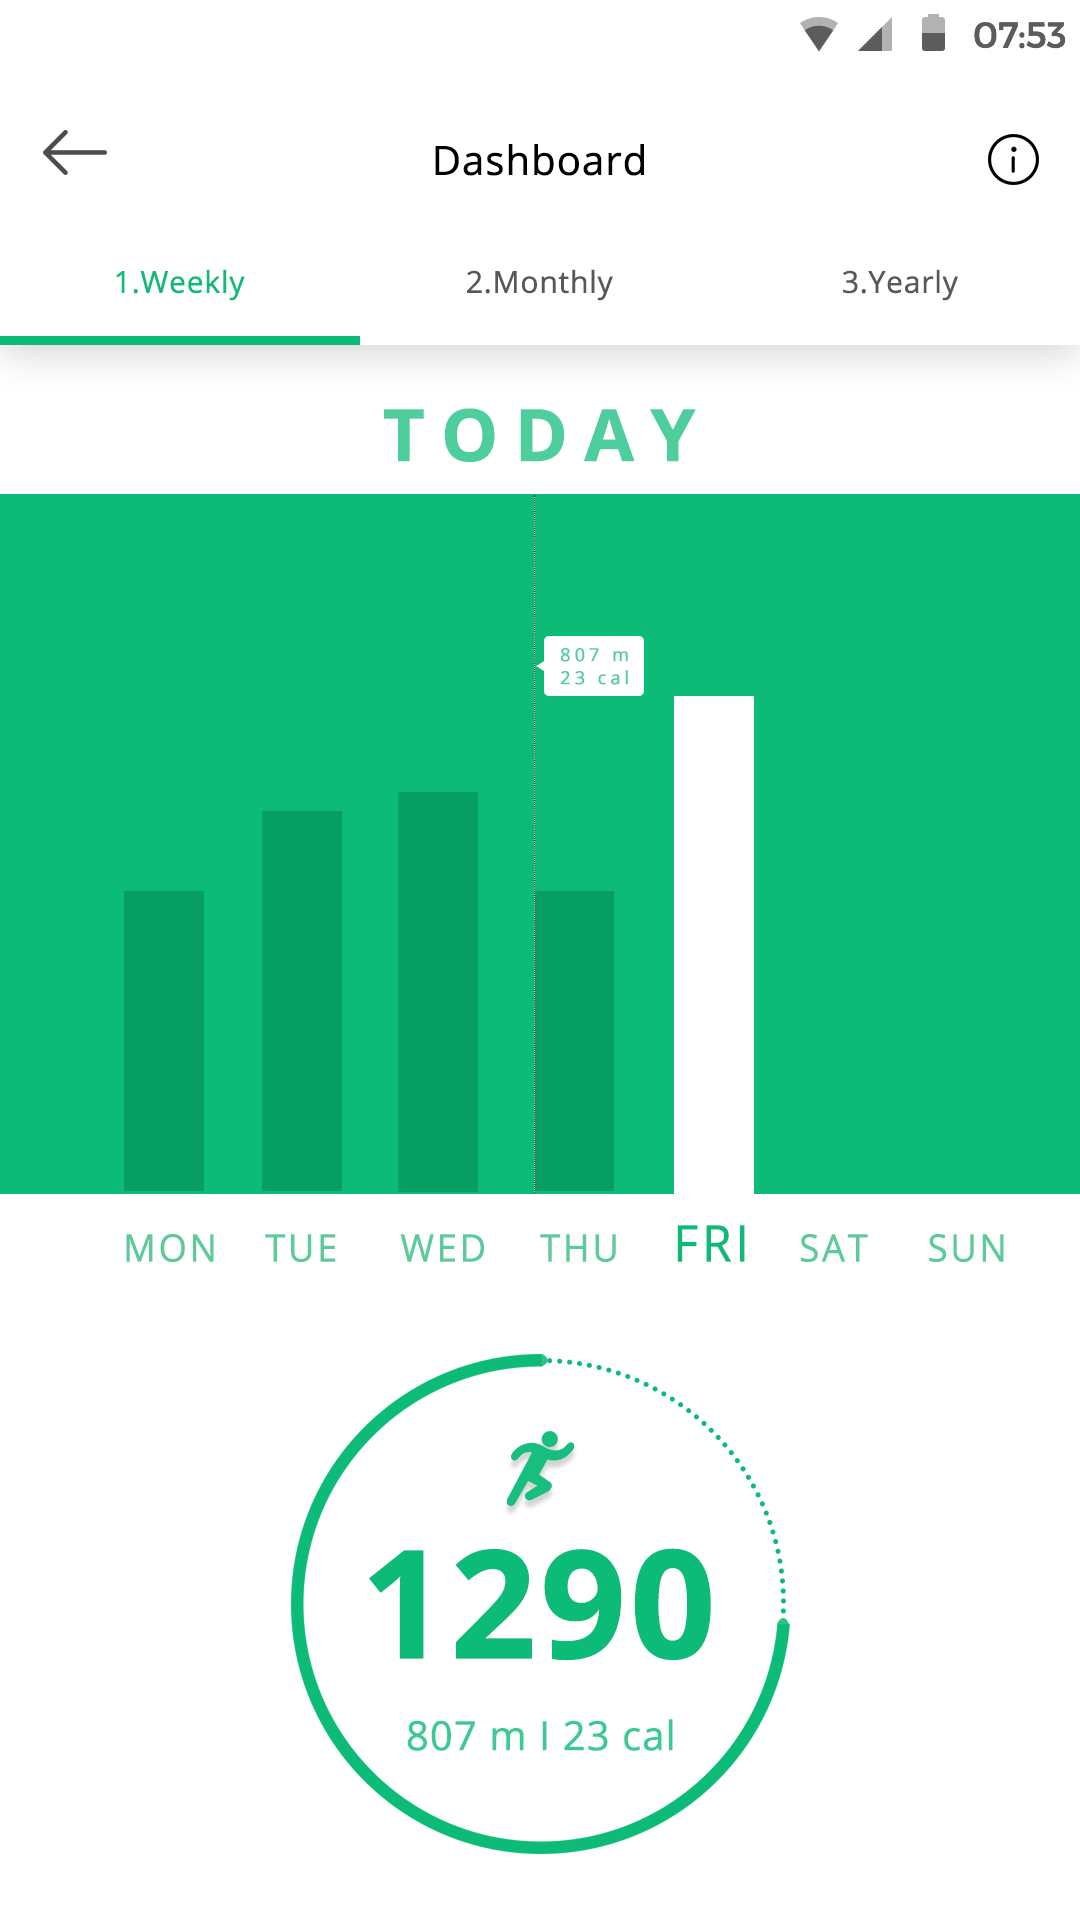 07:53
Dashboard
1.Weekly 2.Monthly 3.Yearly
TODAY
807 m
23 cal
MON TUE WED THU FRI SAT SUN
1290
807 m I 23 cal